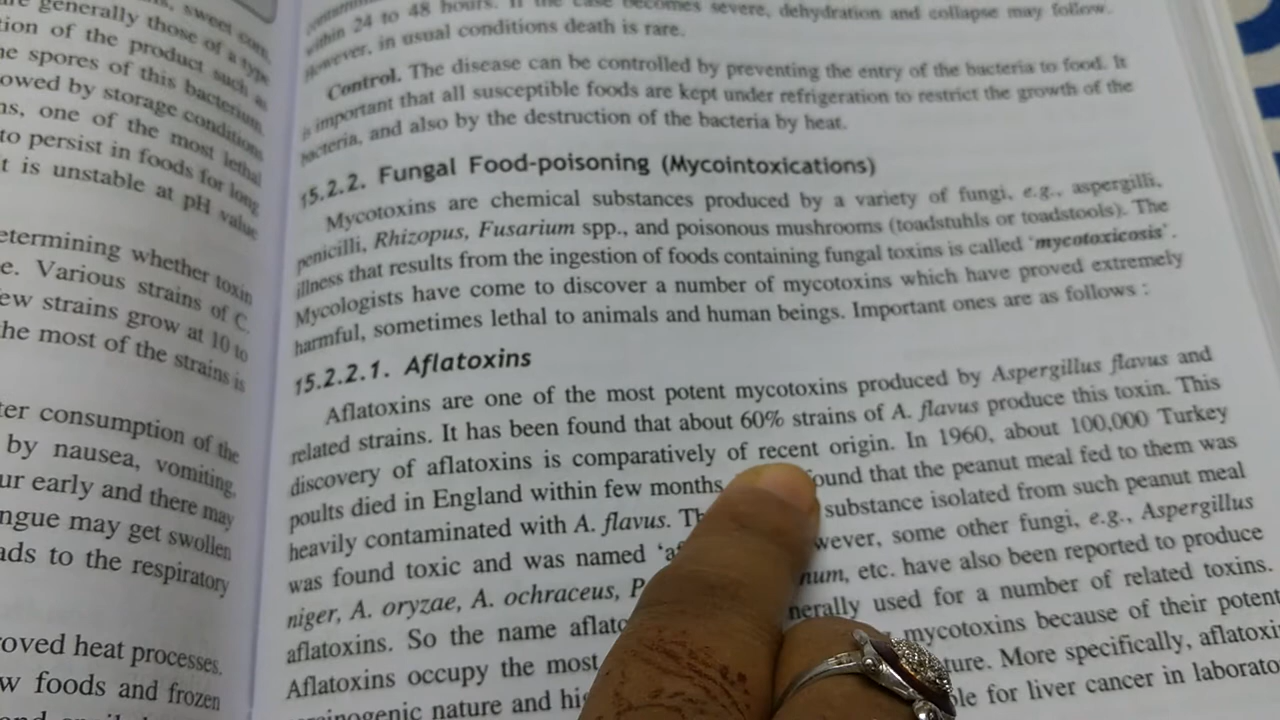 sweet corn
are generally those of a type
tion of the product such as
the spores of this bacterium
owed by storage conditions
ns, one of the most lethal
to persist in foods for long
t is unstable at pH value
etermining whether toxin
e. Various strains of C.
ew strains grow at 10 to
the most of the strains is
ter consumption of the
by nausea, vomiting,
ur early and there may
ngue may get swollen
ads to the respiratory
roved heat processes.
w foods and frozen
within 24 to 48 hours. If the case becomes severe, dehydration and collapse may follow.
However, in usual conditions death is rare.
Control. The disease can be controlled by preventing the entry of the bacteria to food. It
is important that all susceptible foods are kept under refrigeration to restrict the growth of the
bacteria, and also by the destruction of the bacteria by heat.
15.2.2. Fungal Food-poisoning (Mycointoxications)
Mycotoxins are chemical substances produced by a variety of fungi, e.g., aspergilli,
penicilli, Rhizopus, Fusarium spp., and poisonous mushrooms (toadstuhls or toadstools). The
illness that results from the ingestion of foods containing fungal toxins is called 'mycotoxicosis'.
Mycologists have come to discover a number of mycotoxins which have proved extremely
harmful, sometimes lethal to animals and human beings. Important ones are as follows :
15.2.2.1. Aflatoxins
Aflatoxins are one of the most potent mycotoxins produced by Aspergillus flavus and
related strains. It has been found that about 60% strains of A. flavus produce this toxin. This
discovery of aflatoxins is comparatively of recent origin. In 1960, about 100,000 Turkey
poults died in England within few months. ound that the peanut meal fed to them was
heavily contaminated with A. flavus. Th substance isolated from such peanut meal
was found toxic and was named 'af wever, some other fungi, e.g., Aspergillus
niger, A. oryzae, A. ochraceus, P num, etc. have also been reported to produce
aflatoxins. So the name aflato nerally used for a number of related toxins.
Aflatoxins occupy the most mycotoxins because of their potent
arcinogenic nature and hi ture. More specifically, aflatoxi
ble for liver cancer in laborato